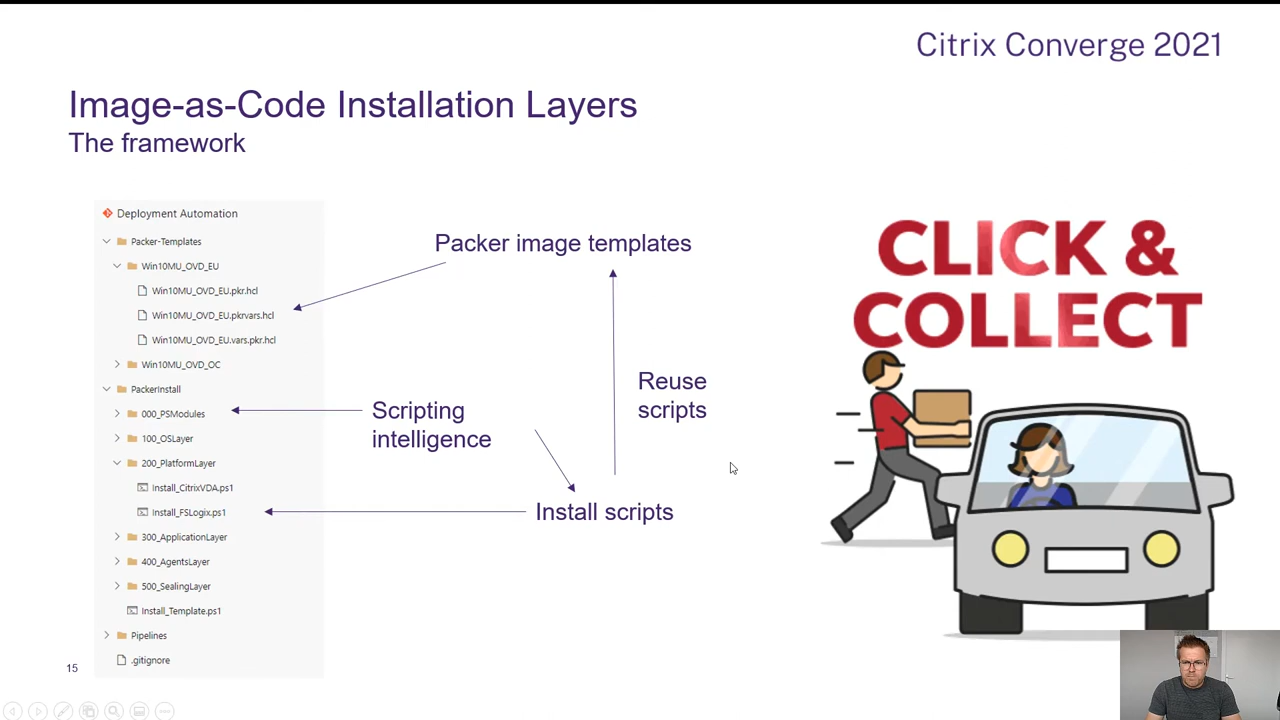 Citrix Converge 2021
Image-as-Code Installation Layers
The framework
Deployment Automation
Packer-Templates
Win10MU_OVD_EU
Win10MU_OVD_EU.pkr.hcl
Win10MU_OVD_EU.pkrvars.hcl
Win10MU_OVD_EU.vars.pkr.hcl
Win10MU_OVD_OC
PackerInstall
000_PSModules
100_OSLayer
200_PlatformLayer
Install_CitrixVDA.ps1
Install_FSLogix.ps1
300_ApplicationLayer
400_AgentsLayer
500_SealingLayer
Install_Template.ps1
Pipelines
.gitignore
Packer image templates
Scripting
intelligence
Reuse
scripts
Install scripts
CLICK &
COLLECT
15